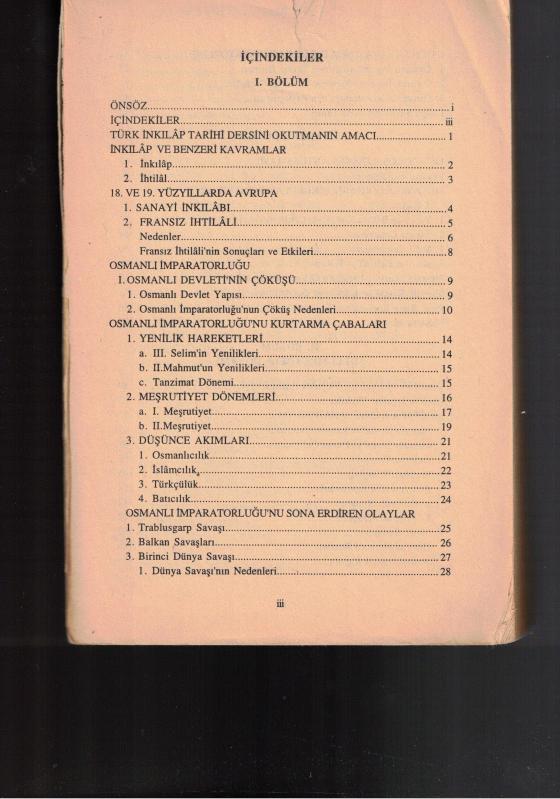 İÇİNDEKİLER
I. BÖLÜM
ÖNSÖZ i
İÇİNDEKİLER iii
TÜRK İNKILÂP TARİHİ DERSİNİ OKUTMANIN AMACI 1
İNKILÂP VE BENZERİ KAVRAMLAR
1. İnkılâp 2
2. İhtilâl 3
18. VE 19. YÜZYILLARDA AVRUPA
1. SANAYİ İNKILÂBI 4
2. FRANSIZ İHTİLÂLİ 5
Nedenler 6
Fransız İhtilâli'nin Sonuçları ve Etkileri 8
OSMANLI İMPARATORLUĞU
1. OSMANLI DEVLETİ'NİN ÇÖKÜŞÜ 9
1. Osmanlı Devlet Yapısı 9
2. Osmanlı İmparatorluğu'nun Çöküş Nedenleri 10
OSMANLI İMPARATORLUĞU'NU KURTARMA ÇABALARI
1. YENİLİK HAREKETLERİ 14
a. III. Selim'in Yenilikleri 14
b. II.Mahmut'un Yenilikleri 15
c. Tanzimat Dönemi 15
2. MEŞRUTİYET DÖNEMLERİ 16
a. I. Meşrutiyet 17
b. II.Meşrutiyet 19
3. DÜŞÜNCE AKIMLARI 21
1. Osmanlıcılık 21
2. İslâmcılık 22
3. Türkçülük 23
4. Batıcılık 24
OSMANLI İMPARATORLUĞU'NU SONA ERDİREN OLAYLAR
1. Trablusgarp Savaşı 25
2. Balkan Savaşları 26
3. Birinci Dünya Savaşı 27
1. Dünya Savaşı'nın Nedenleri 28
iii